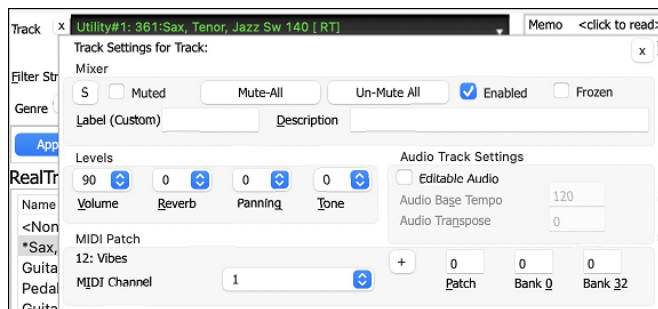 Track x Utility#1: 361:Sax, Tenor, Jazz Sw 140 [ RT] Memo <click to read>
Track Settings for Track: x
Filter Str Mixer
S Muted Mute-All Un-Mute All Enabled Frozen
Genre
Label (Custom) Description
App
Levels Audio Track Settings
RealTr 90 0 0 0 Editable Audio
Name Volume Reverb Panning Tone Audio Base Tempo 120
<Non Audio Transpose 0
*Sax, MIDI Patch
Guita 12: Vibes + 0 0 0
Pedal MIDI Channel 1 Patch Bank 0 Bank 32
Guita